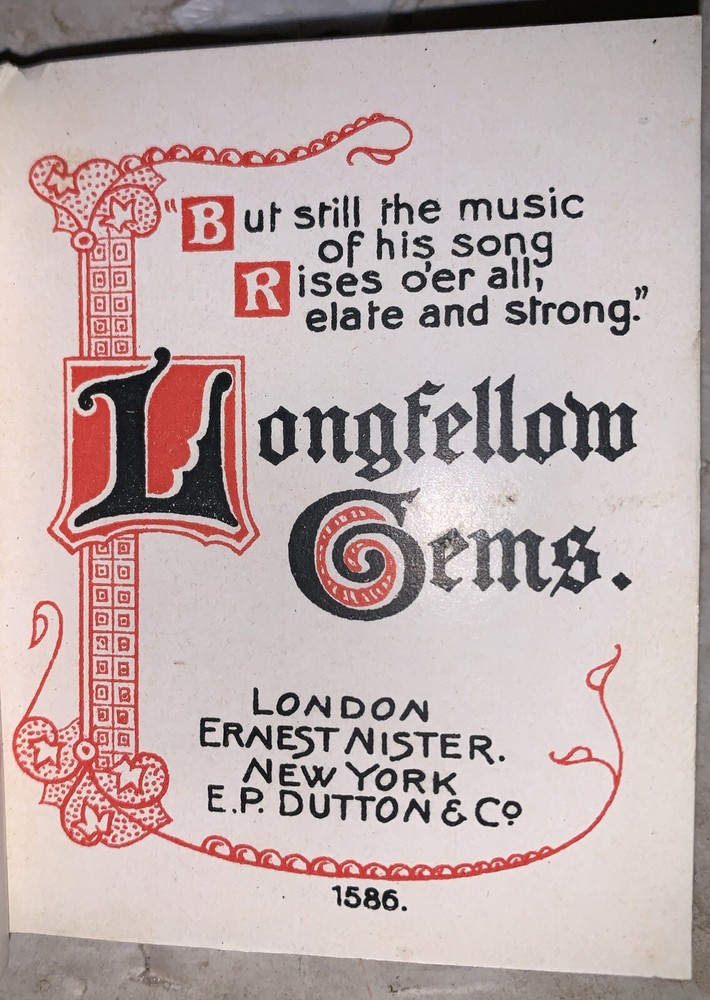 "But still the music
of his song
Rises o'er all,
elate and strong."
Longfellow
Gems.
LONDON
ERNEST NISTER.
NEW YORK
E.P. DUTTON & Co
1586.